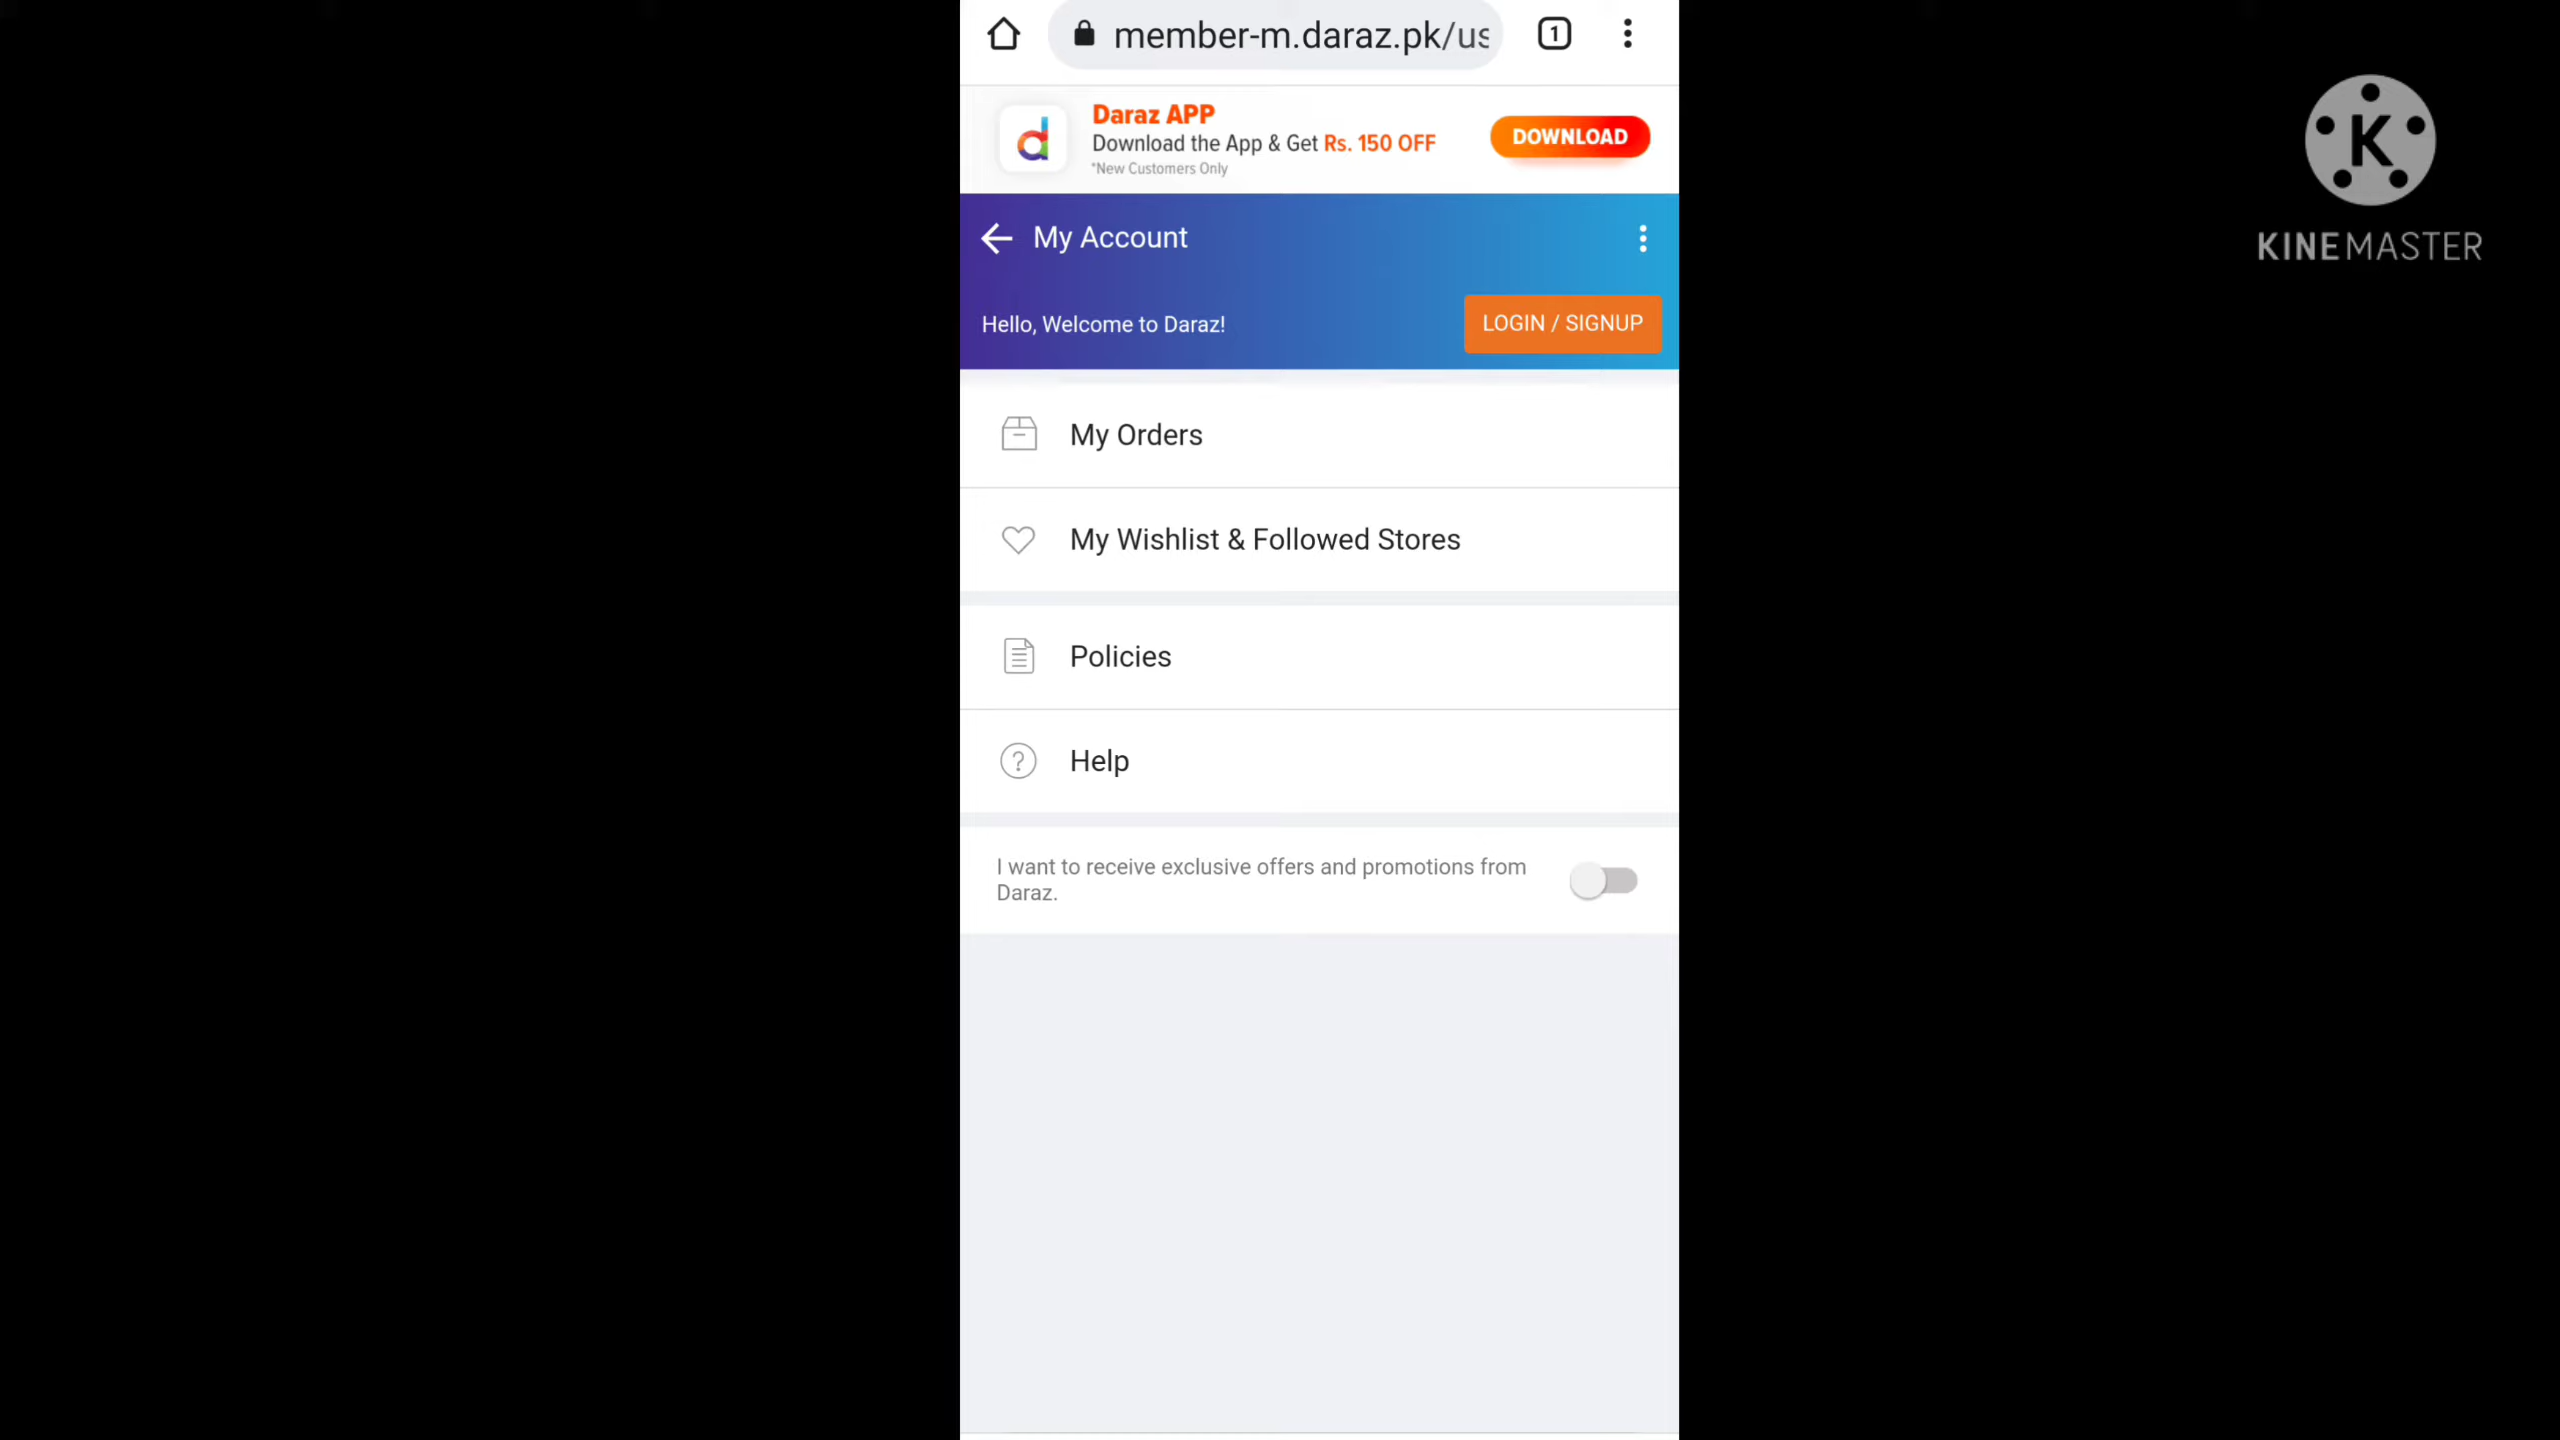 member-m.daraz.pk/us
1
Daraz APP
Download the App & Get Rs. 150 OFF
*New Customers Only
DOWNLOAD
K
KINEMASTER
My Account
Hello, Welcome to Daraz!
LOGIN / SIGNUP
My Orders
My Wishlist & Followed Stores
Policies
Help
I want to receive exclusive offers and promotions from
Daraz.